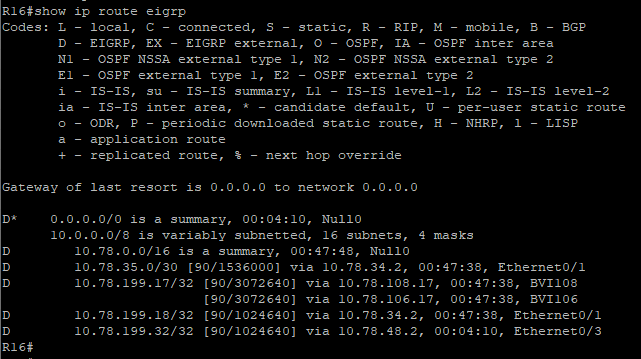 R16#show ip route eigrp
Codes: L - local, C - connected, S - static, R - RIP, M - mobile, B - BGP
D - EIGRP, EX - EIGRP external, O - OSPF, IA - OSPF inter area
N1 - OSPF NSSA external type 1, N2 - OSPF NSSA external type 2
E1 - OSPF external type 1, E2 - OSPF external type 2
i - IS-IS, su - IS-IS summary, L1 - IS-IS level-1, L2 - IS-IS level-2
ia - IS-IS inter area, * - candidate default, U - per-user static route
o - ODR, P - periodic downloaded static route, H - NHRP, l - LISP
a - application route
+ - replicated route, % - next hop override
Gateway of last resort is 0.0.0.0 to network 0.0.0.0
D* 0.0.0.0/0 is a summary, 00:04:10, Null0
10.0.0.0/8 is variably subnetted, 16 subnets, 4 masks
D 10.78.0.0/16 is a summary, 00:47:48, Null0
D 10.78.35.0/30 [90/1536000] via 10.78.34.2, 00:47:38, Ethernet0/1
D 10.78.199.17/32 [90/3072640] via 10.78.108.17, 00:47:38, BVI108
[90/3072640] via 10.78.106.17, 00:47:38, BVI106
D 10.78.199.18/32 [90/1024640] via 10.78.34.2, 00:47:38, Ethernet0/1
D 10.78.199.32/32 [90/1024640] via 10.78.48.2, 00:04:10, Ethernet0/3
R16#